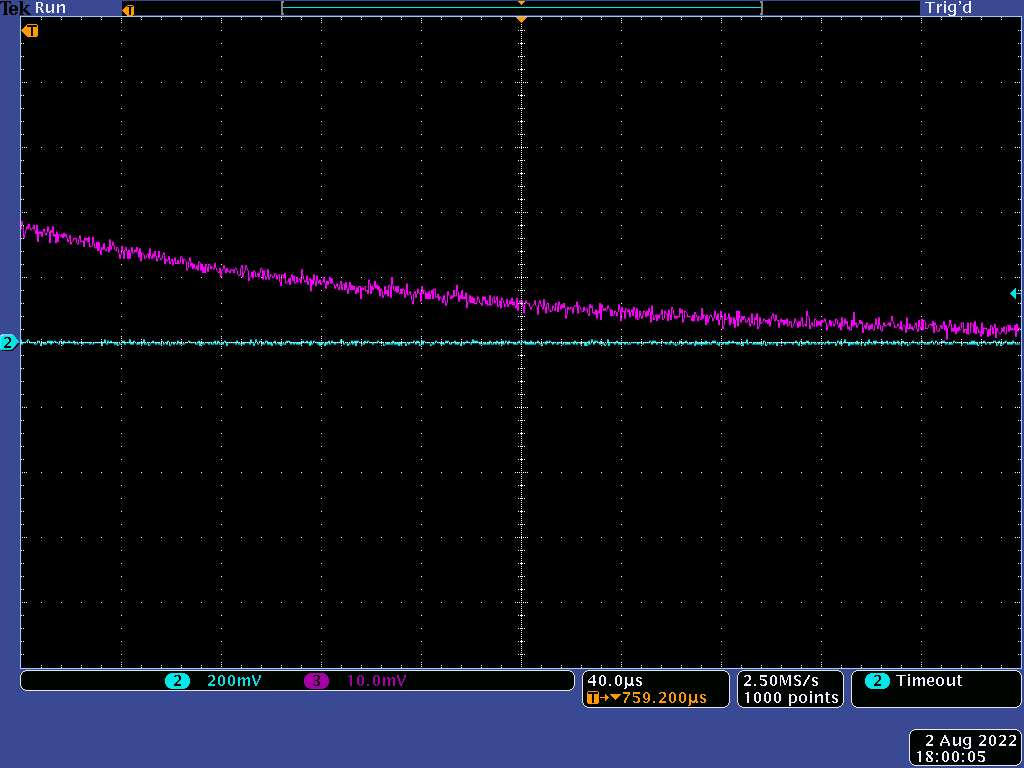 Tek Run Trig'd
T
T
2
2 200mV 3 10.0mV
40.0µs
T→▼759.200µs
2.50MS/s
1000 points
2 Timeout
2 Aug 2022
18:00:05